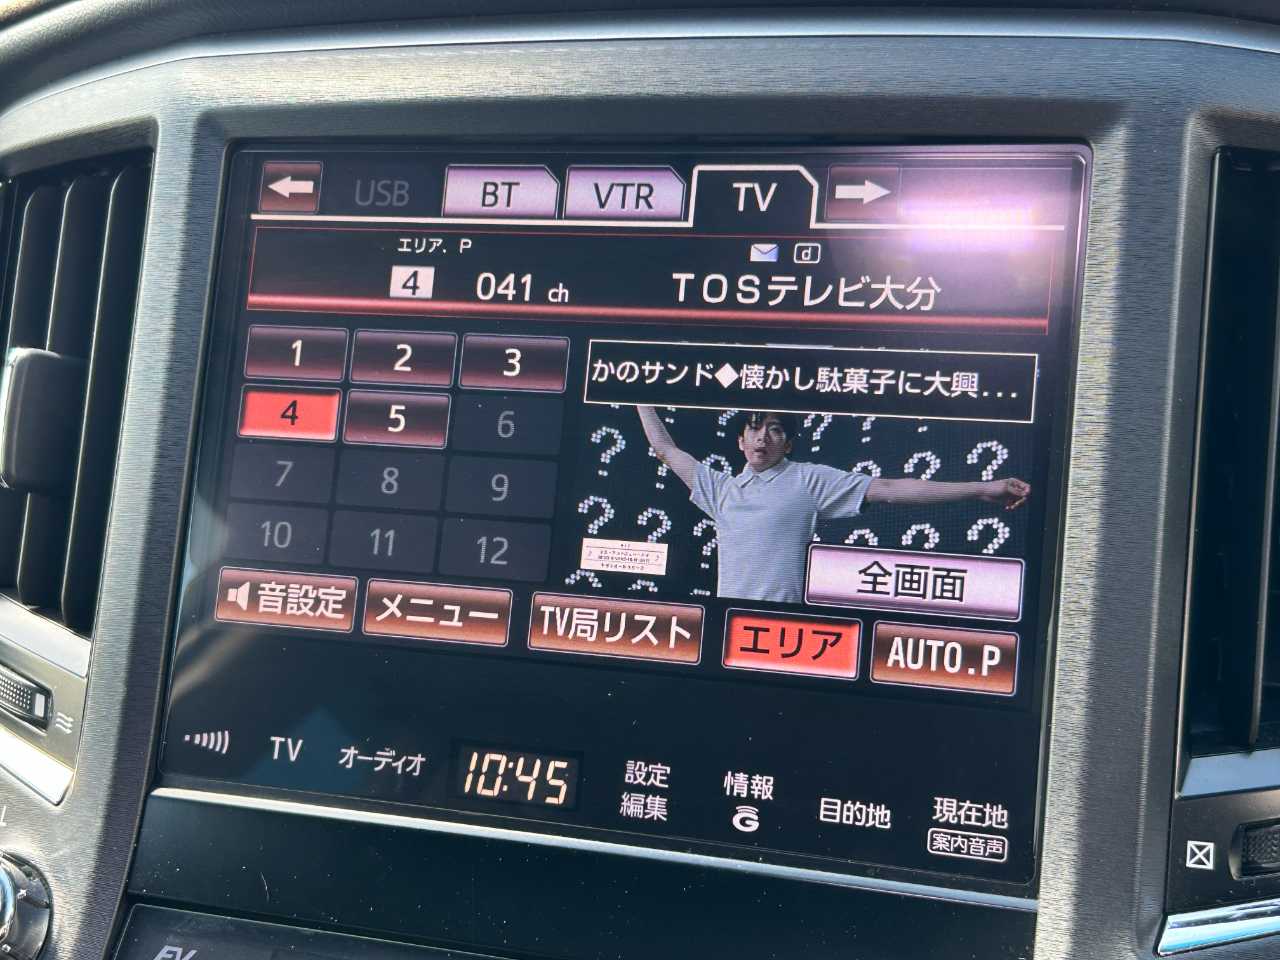 USB BT VTR TV
エリア. P
d
4 041 ch TOSテレビ大分
1 2 3
かのサンド◆懐かし駄菓子に大興...
4 5 6
7 8 9
10 11 12
全画面
音設定 メニュー TV局リスト エリア AUTO.P
TV オーディオ 10:45 設定 編集 情報 G 目的地 現在地
案内音声
EV